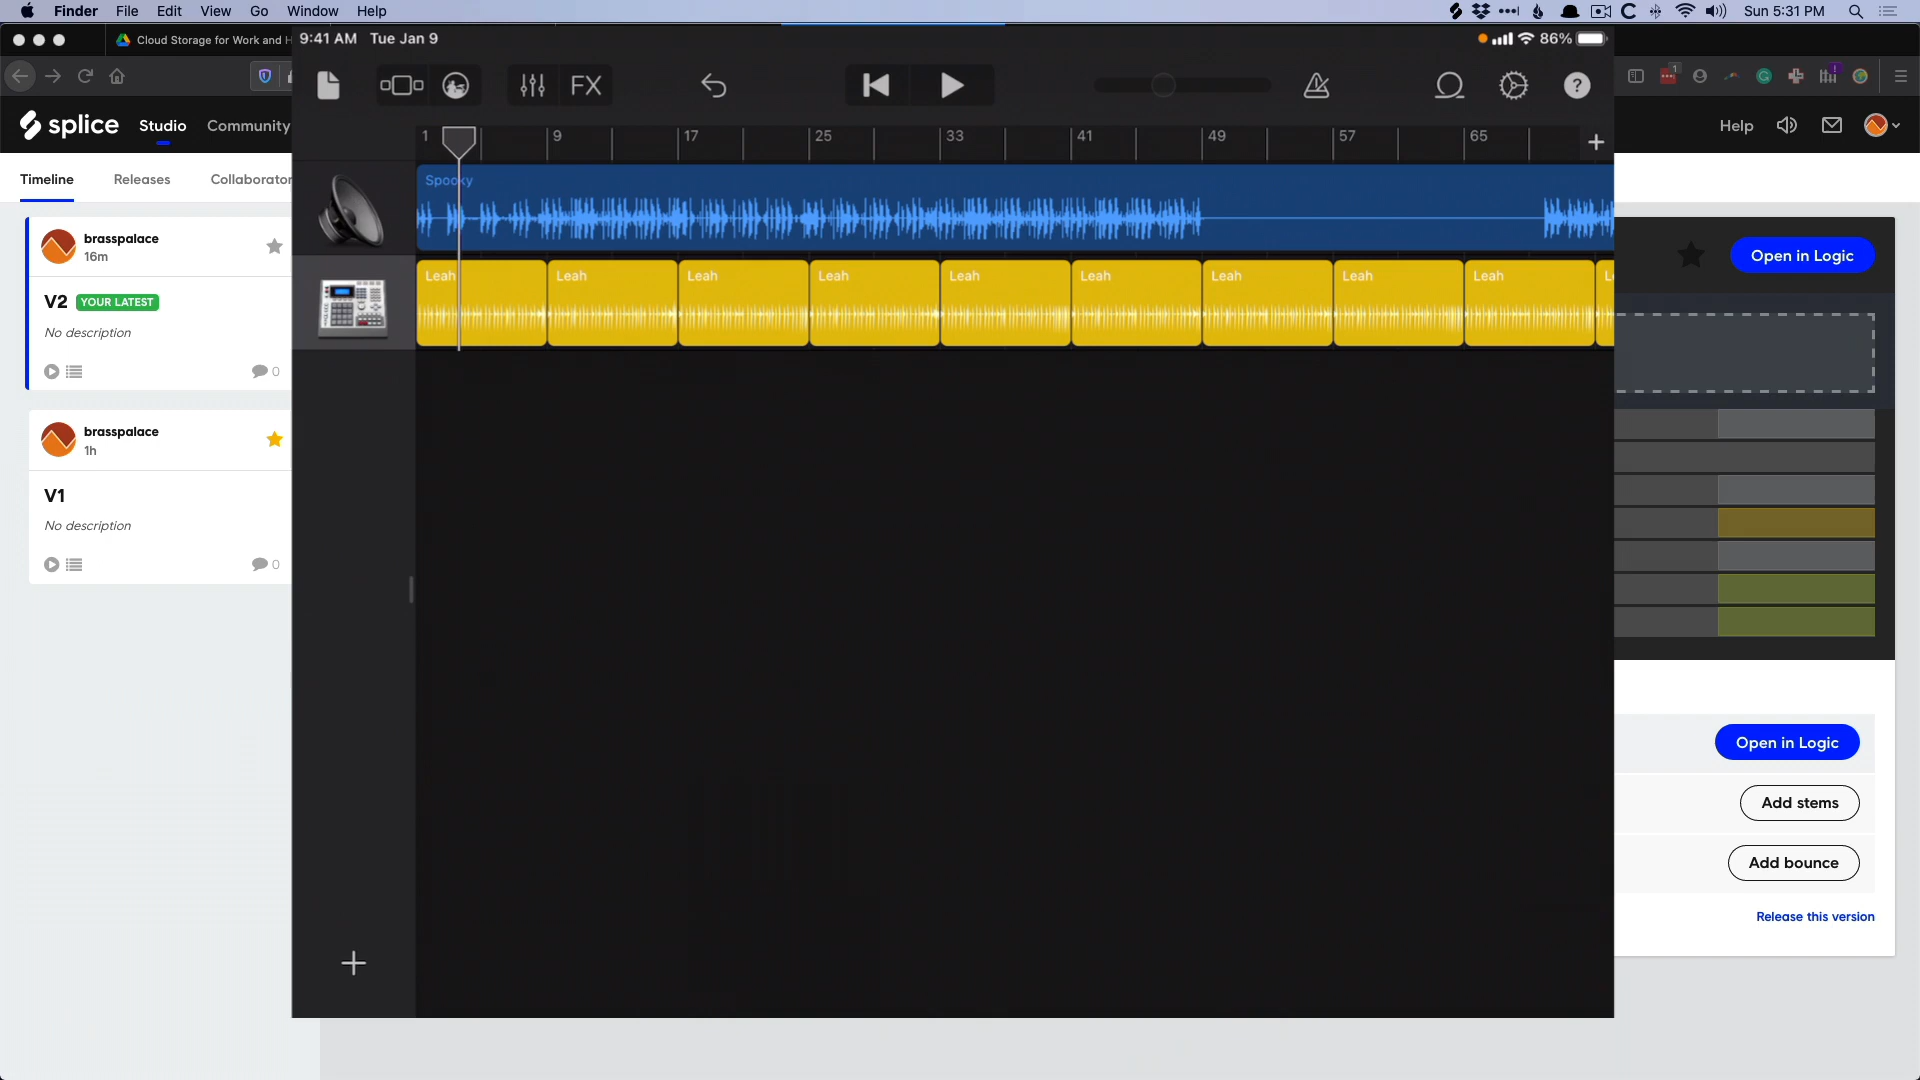 Finder File Edit View Go Window Help
Sun 5:31 PM
Cloud Storage for Work and H
9:41 AM Tue Jan 9
86%
FX
splice
Studio
Community
Help
1 9 17 25 33 41 49 57 65
Timeline Releases Collaborator
Spooky
brasspalace
16m
Open in Logic
Leah Leah Leah Leah Leah Leah Leah Leah Leah L
V2 YOUR LATEST
No description
0
brasspalace
1h
V1
No description
0
Open in Logic
Add stems
Add bounce
Release this version